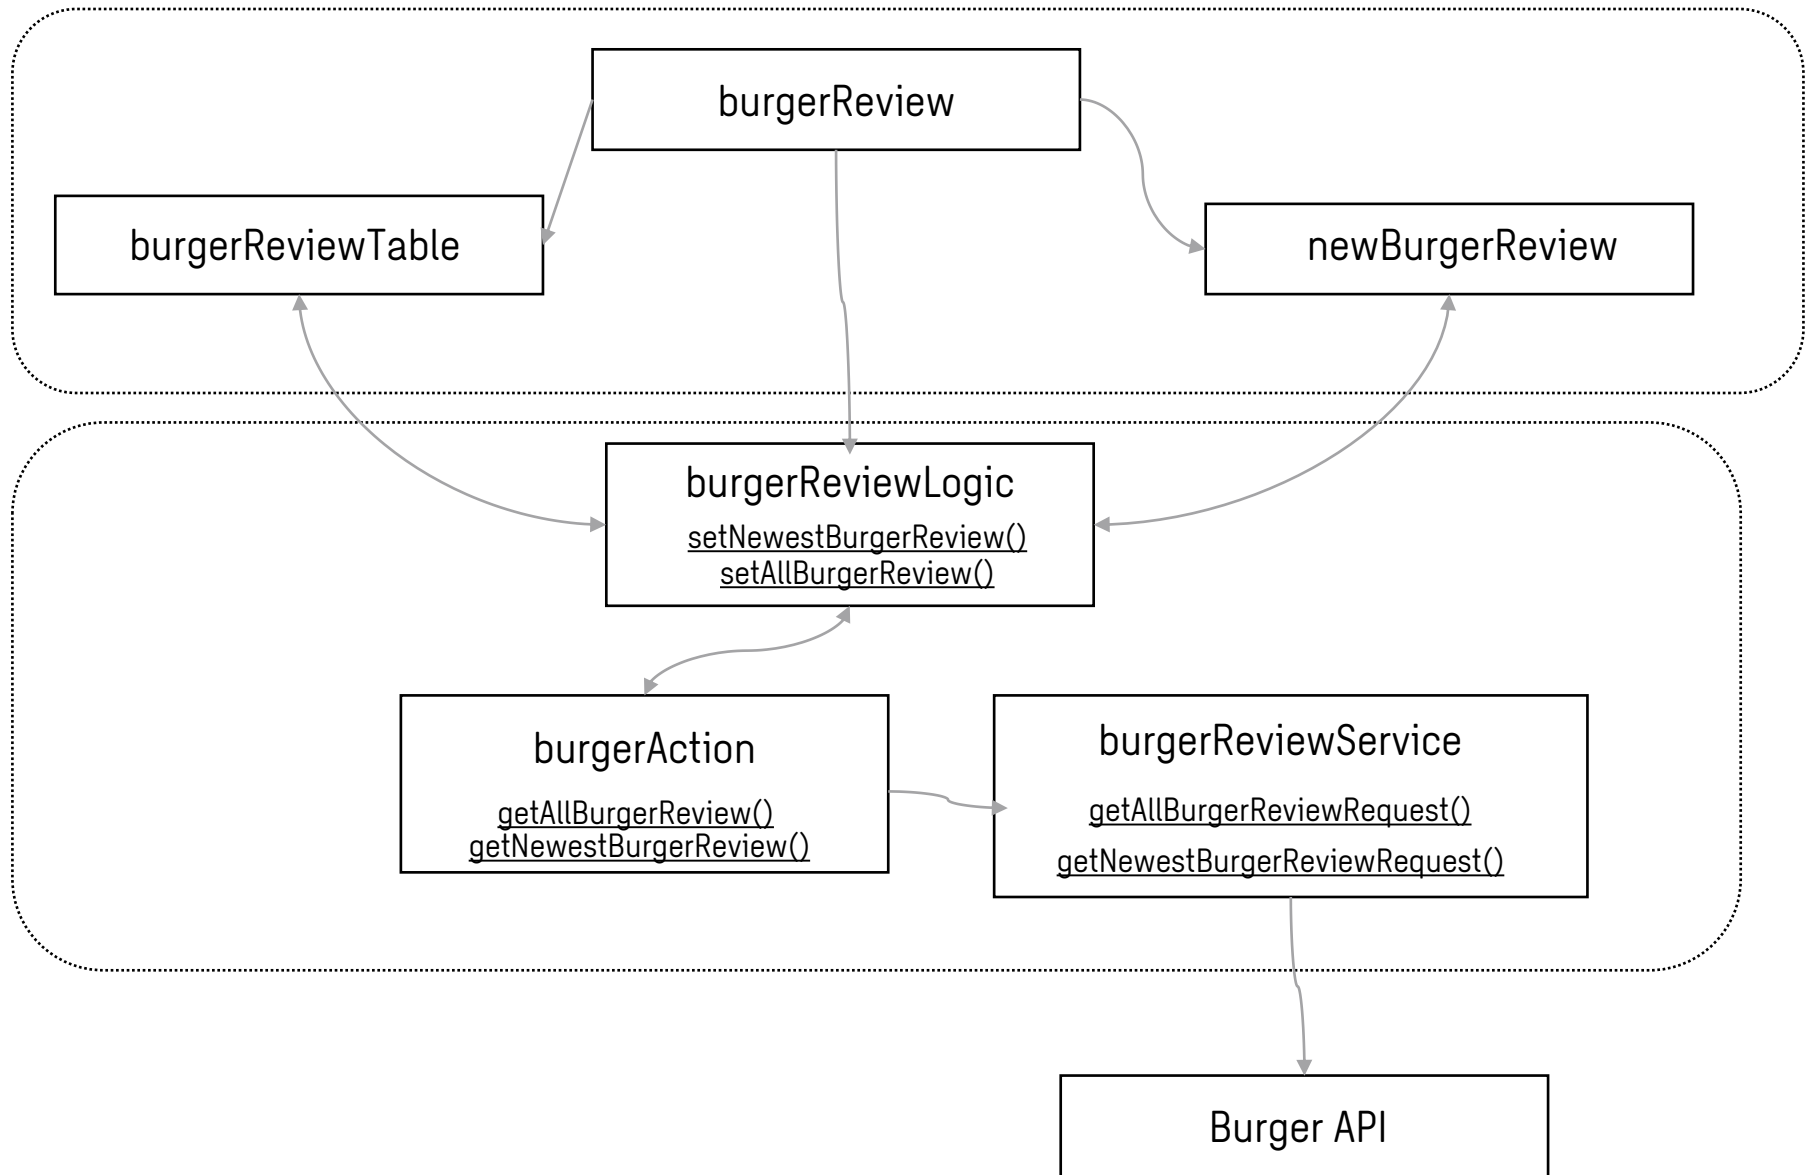 burgerReview
burgerReviewTable
newBurgerReview
burgerReviewLogic
setNewestBurgerReview()
setAllBurgerReview()
burgerAction
getAllBurgerReview()
getNewestBurgerReview()
burgerReviewService
getAllBurgerReviewRequest()
getNewestBurgerReviewRequest()
Burger API